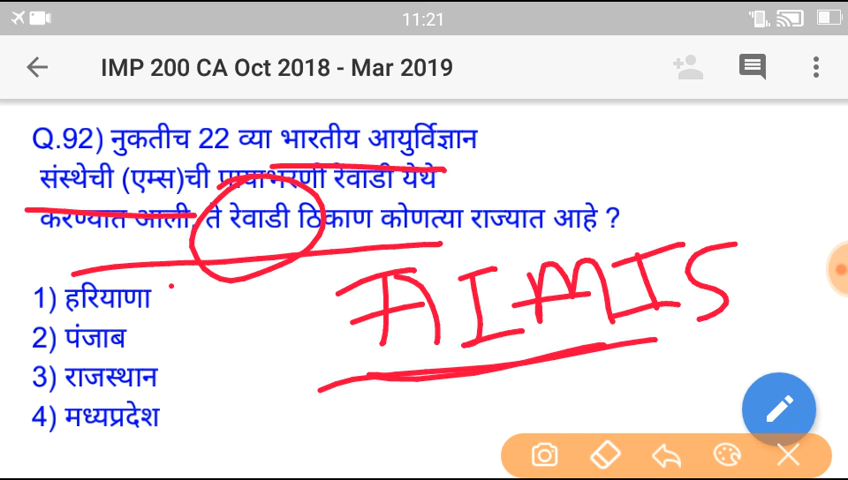 11:21
IMP 200 CA Oct 2018 - Mar 2019
Q.92) नुकतीच 22 व्या भारतीय आयुर्विज्ञान
संस्थेची (एम्स)ची पायाभरणी रेवाडी येथे
करण्यात आली. ते रेवाडी ठिकाण कोणत्या राज्यात आहे ?
1) हरियाणा
2) पंजाब
3) राजस्थान
4) मध्यप्रदेश